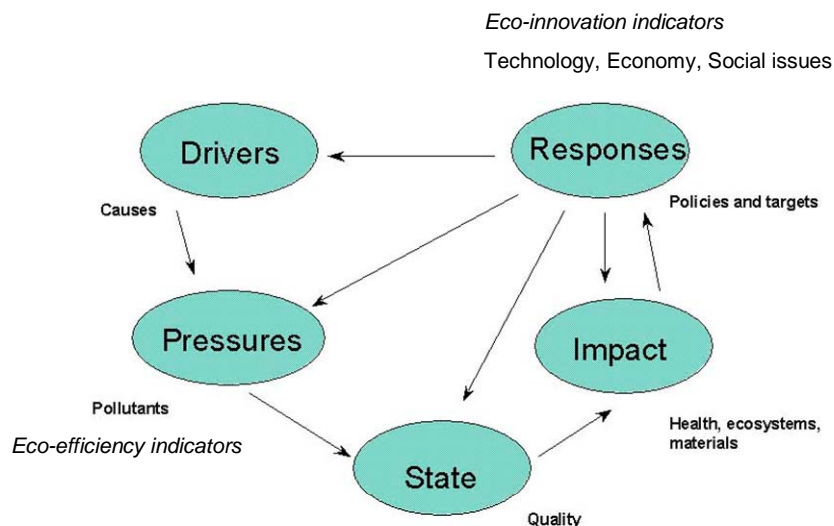 Eco-innovation indicators
Technology, Economy, Social issues
Drivers
Responses
Causes
Policies and targets
Pressures
Impact
Pollutants
Health, ecosystems,
materials
Eco-efficiency indicators
State
Quality